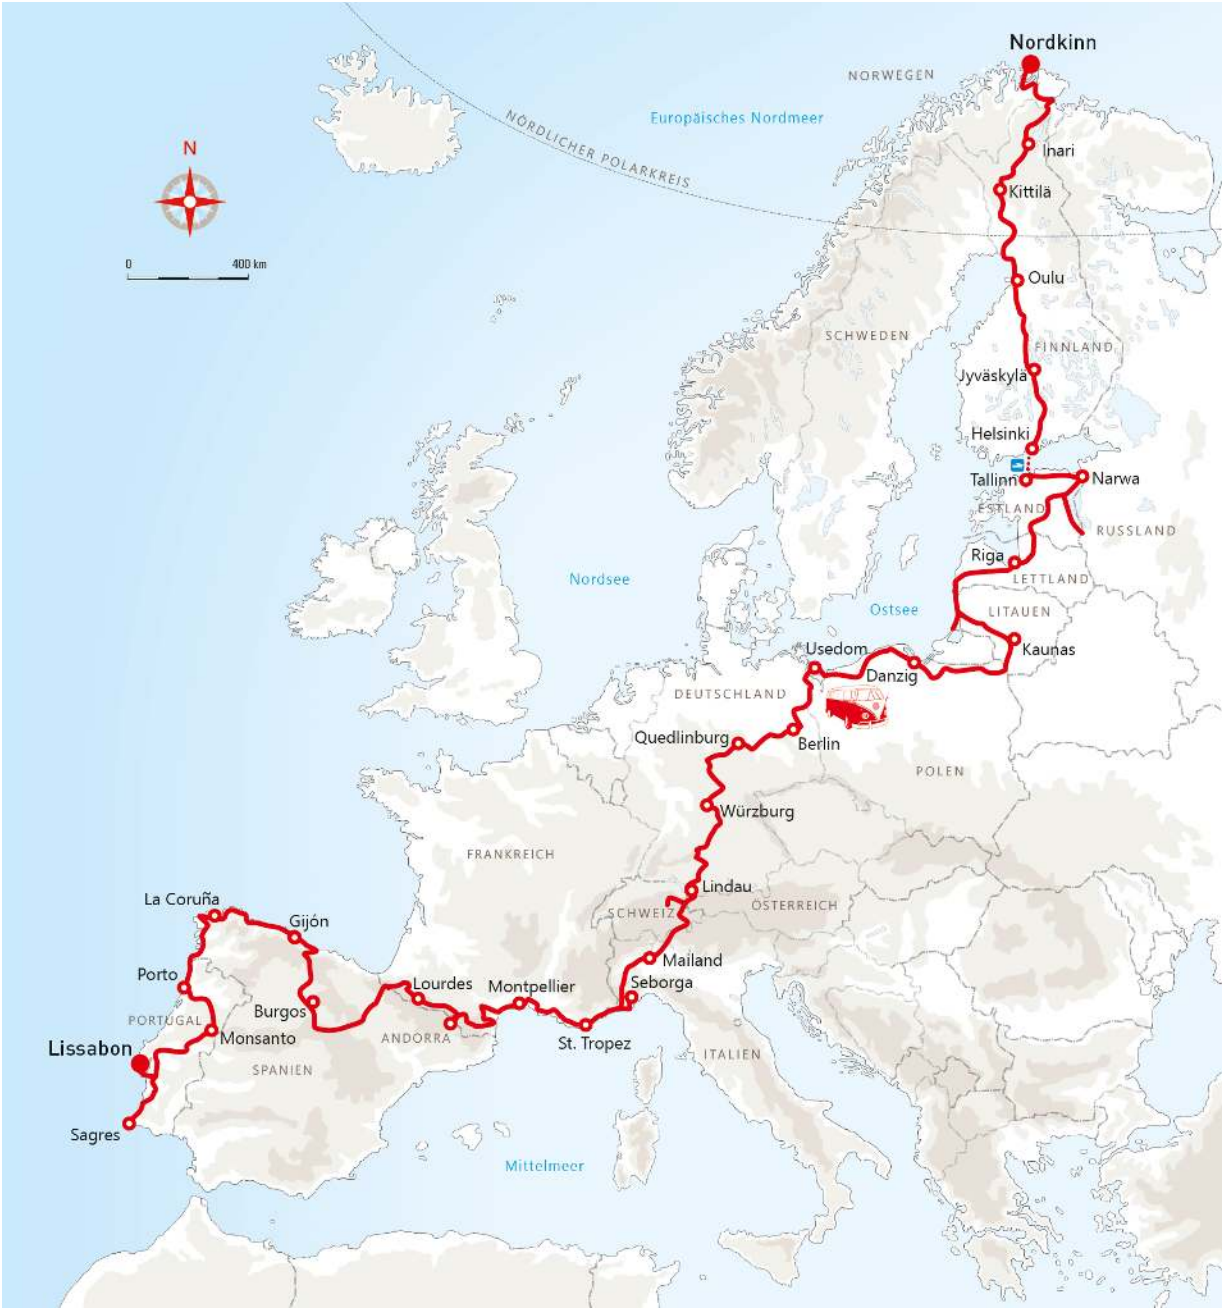 Nordkinn
NORWEGEN
Europäisches Nordmeer
NÖRDLICHER POLARKREIS
Inari
N
Kittilä
0
400 km
Oulu
SCHWEDEN
FINNLAND
Jyväskylä
Helsinki
Tallinn
Narwa
ESTLAND
RUSSLAND
Riga
Nordsee
LETTLAND
Ostsee
LITAUEN
Usedom
Kaunas
Danzig
DEUTSCHLAND
Quedlinburg
Berlin
POLEN
Würzburg
FRANKREICH
Lindau
La Coruña
SCHWEIZ
ÖSTERREICH
Gijón
Mailand
Porto
Lourdes
Montpellier
Seborga
Burgos
PORTUGAL
Monsanto
ANDORRA
St. Tropez
Lissabon
ITALIEN
SPANIEN
Sagres
Mittelmeer